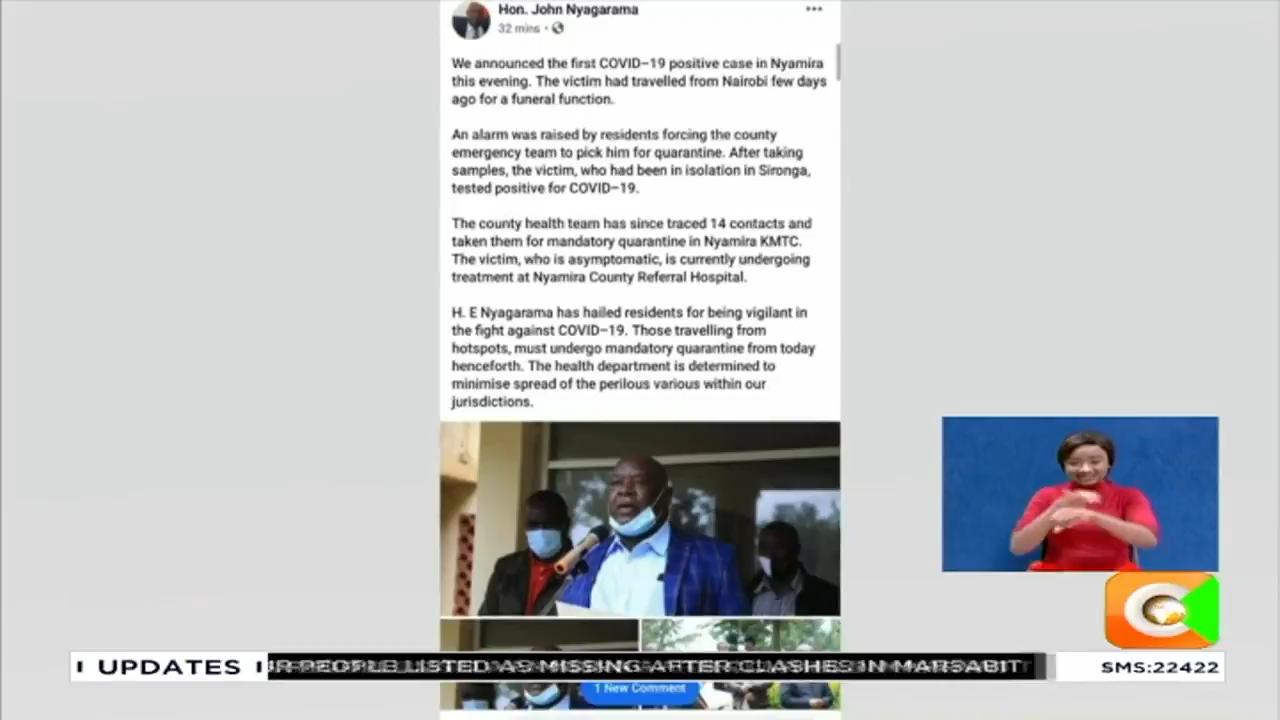 Hon. John Nyagarama
32 mins
We announced the first COVID-19 positive case in Nyamira
this evening. The victim had travelled from Nairobi few days
ago for a funeral function.
An alarm was raised by residents forcing the county
emergency team to pick him for quarantine. After taking
samples, the victim, who had been in isolation in Sironga,
tested positive for COVID-19.
The county health team has since traced 14 contacts and
taken them for mandatory quarantine in Nyamira KMTC.
The victim, who is asymptomatic, is currently undergoing
treatment at Nyamira County Referral Hospital.
H. E Nyagarama has hailed residents for being vigilant in
the fight against COVID-19. Those travelling from
hotspots, must undergo mandatory quarantine from today
henceforth. The health department is determined to
minimise spread of the perilous various within our
jurisdictions.
1 New Comment
UPDATES
UR PEOPLE LISTED AS MISSING AFTER CLASHES IN MARSABIT
SMS:22422